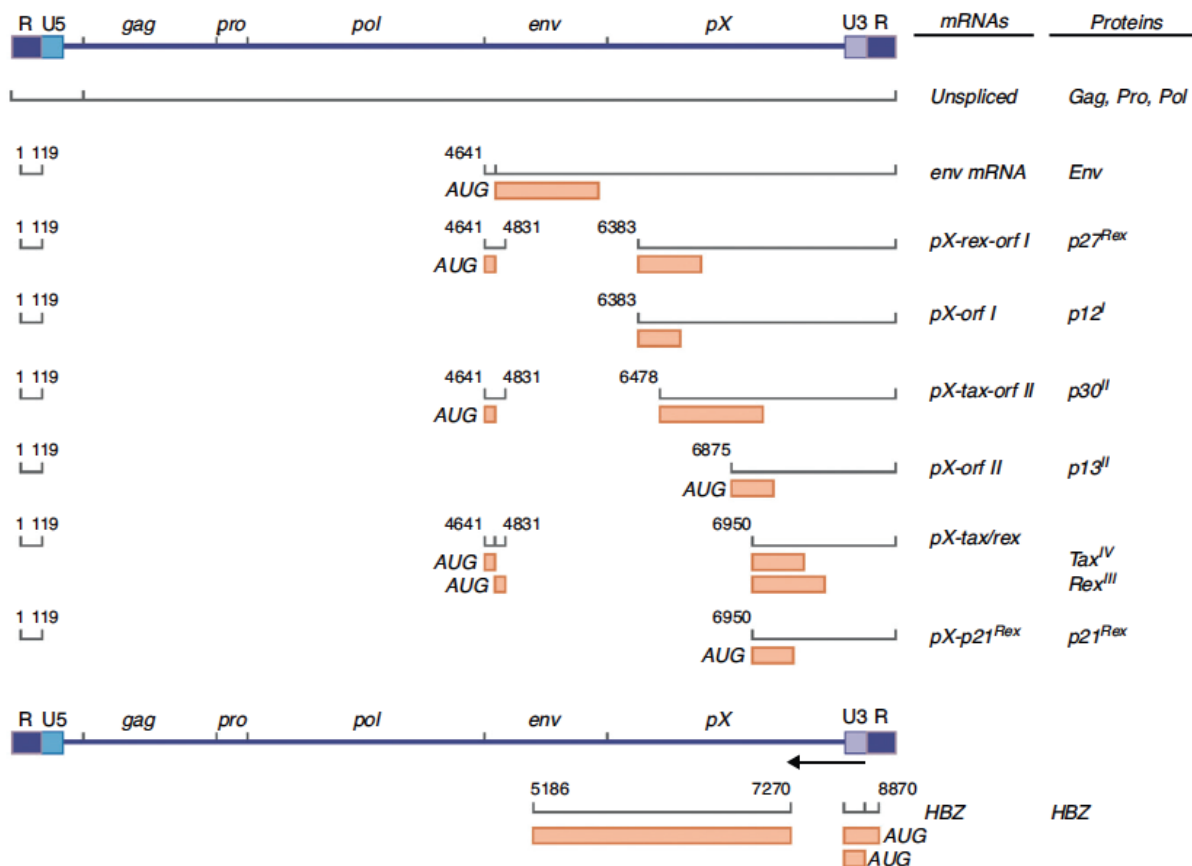 R U5 gag pro pol env pX U3 R mRNAs Proteins
Unspliced Gag, Pro, Pol
1 119 4641
env mRNA Env
AUG
1 119 4641 4831 6383
pX-rex-orf I p27Rex
AUG
1 119 6383
pX-orf I p12I
1 119 4641 4831 6478
pX-tax-orf II p30II
AUG
1 119 6875
pX-orf II p13II
AUG
1 119 4641 4831 6950
pX-tax/rex
AUG TaxIV
AUG RexIII
1 119 6950
pX-p21Rex p21Rex
AUG
R U5 gag pro pol env pX U3 R
5186 7270 8870
HBZ HBZ
AUG
AUG